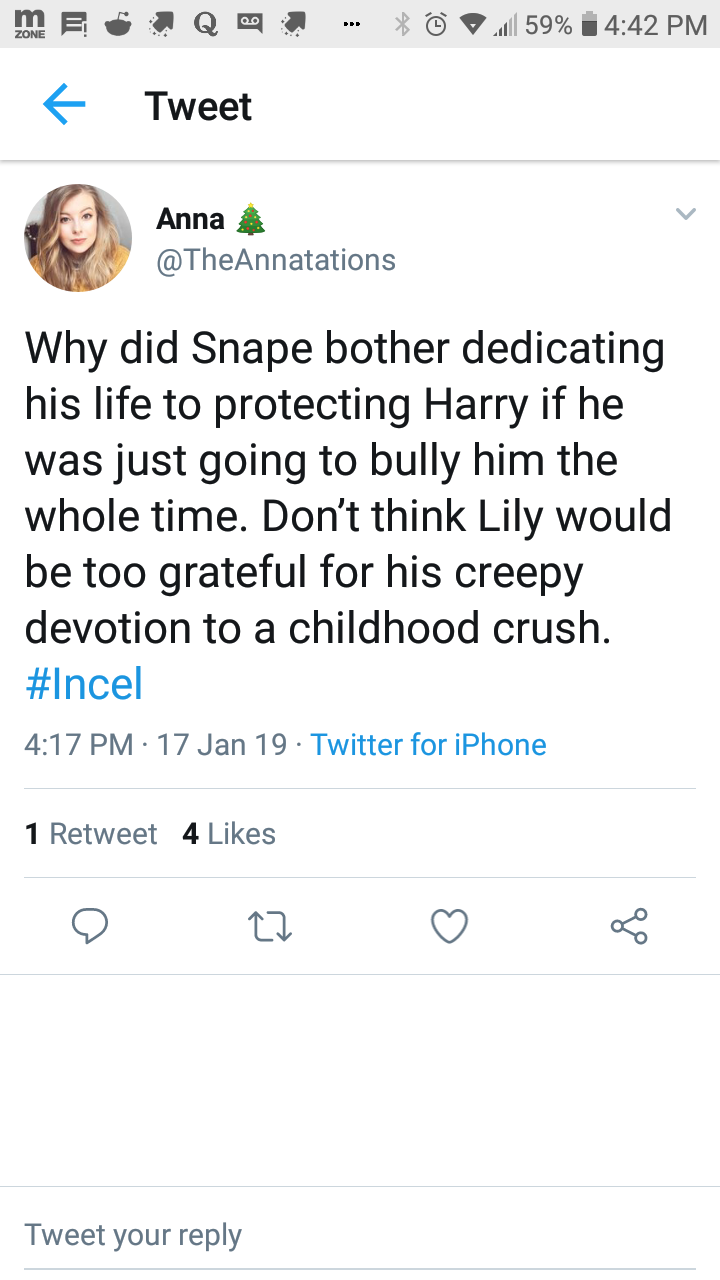 m
ZONE
Q
59%
4:42 PM
Tweet
Anna 🎄
@TheAnnatations
Why did Snape bother dedicating
his life to protecting Harry if he
was just going to bully him the
whole time. Don’t think Lily would
be too grateful for his creepy
devotion to a childhood crush.
#Incel
4:17 PM · 17 Jan 19 · Twitter for iPhone
1 Retweet 4 Likes
Tweet your reply